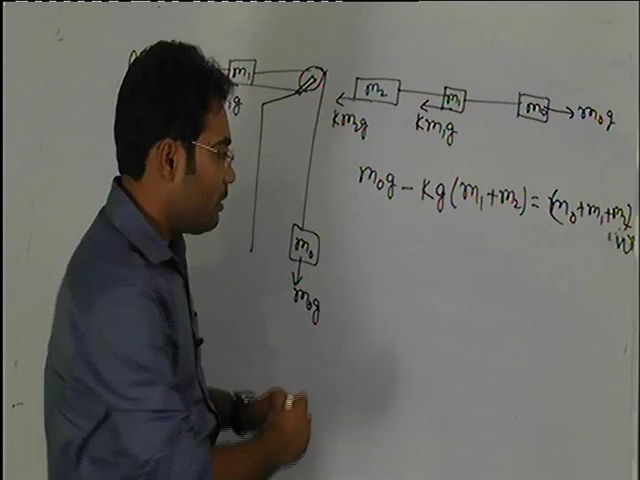 m₁
m₂ m₁ m₀ m₀g
km₂g km₁g
m₀g - kg(m₁+m₂) = (m₀+m₁+m₂)
m₀
m₀g